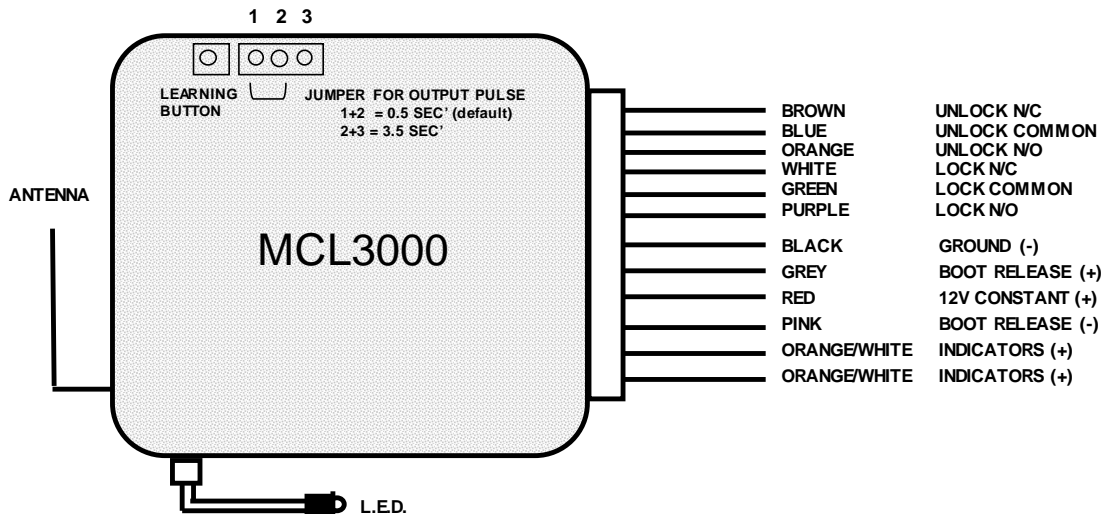 1 2 3
LEARNING
BUTTON
JUMPER FOR OUTPUT PULSE
1+2 = 0.5 SEC' (default)
2+3 = 3.5 SEC'
ANTENNA
MCL3000
BROWN UNLOCK N/C
BLUE UNLOCK COMMON
ORANGE UNLOCK N/O
WHITE LOCK N/C
GREEN LOCK COMMON
PURPLE LOCK N/O
BLACK GROUND (-)
GREY BOOT RELEASE (+)
RED 12V CONSTANT (+)
PINK BOOT RELEASE (-)
ORANGE/WHITE INDICATORS (+)
ORANGE/WHITE INDICATORS (+)
L.E.D.